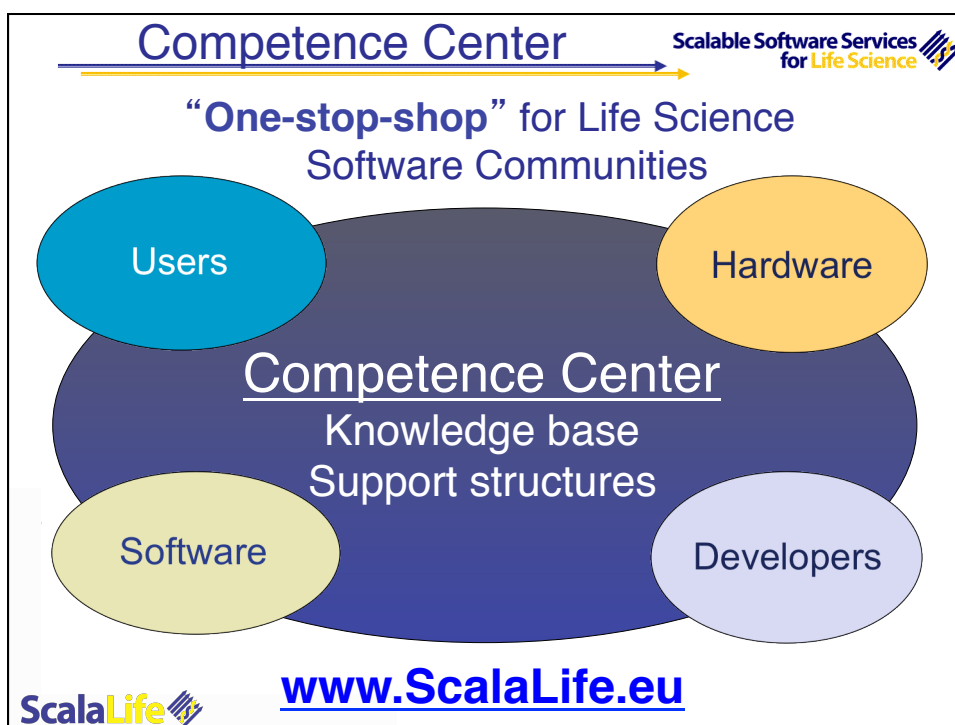 Competence Center
Scalable Software Services
for Life Science
“One-stop-shop” for Life Science
Software Communities
Users
Hardware
Competence Center
Knowledge base
Support structures
Software
Developers
www.ScalaLife.eu
ScalaLife